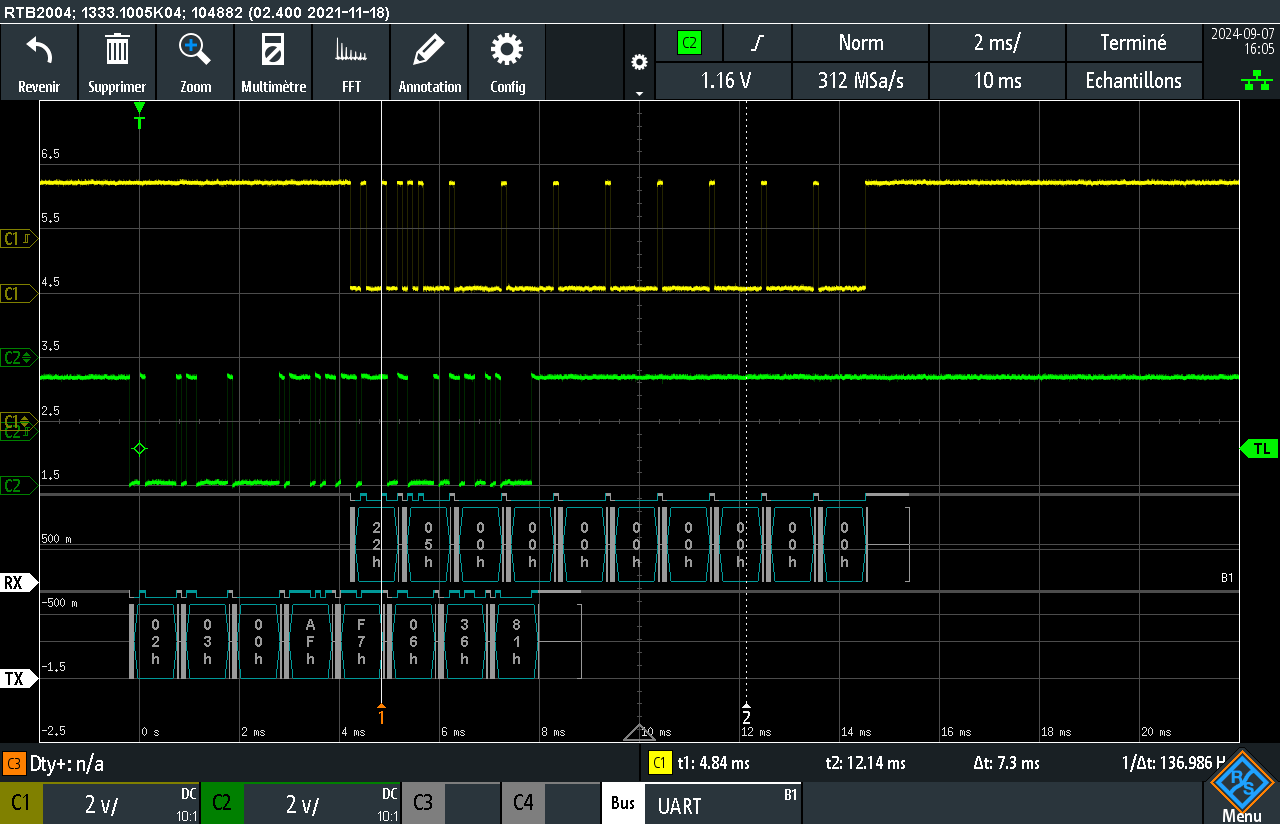 RTB2004; 1333.1005K04; 104882 (02.400 2021-11-18)
Revenir
Supprimer
Zoom
Multimètre
FFT
Annotation
Config
C2
Norm
2 ms/
Terminé
1.16 V
312 MSa/s
10 ms
Echantillons
2024-09-07
16:05
T
6.5
5.5
C1
C1
4.5
3.5
C2
2.5
C1
C2
TL
1.5
C2
22h
05h
00h
00h
00h
00h
00h
00h
00h
00h
500 m
RX
B1
-500 m
02h
03h
00h
AFh
F7h
06h
36h
81h
-1.5
TX
1
2
-2.5
0 s
2 ms
4 ms
6 ms
8 ms
10 ms
12 ms
14 ms
16 ms
18 ms
20 ms
C3 Dty+: n/a
C1 t1: 4.84 ms
t2: 12.14 ms
Δt: 7.3 ms
1/Δt: 136.986 H
C1
2 V/
DC
10:1
C2
2 V/
DC
10:1
C3
C4
Bus
UART
B1
R&S
Menu